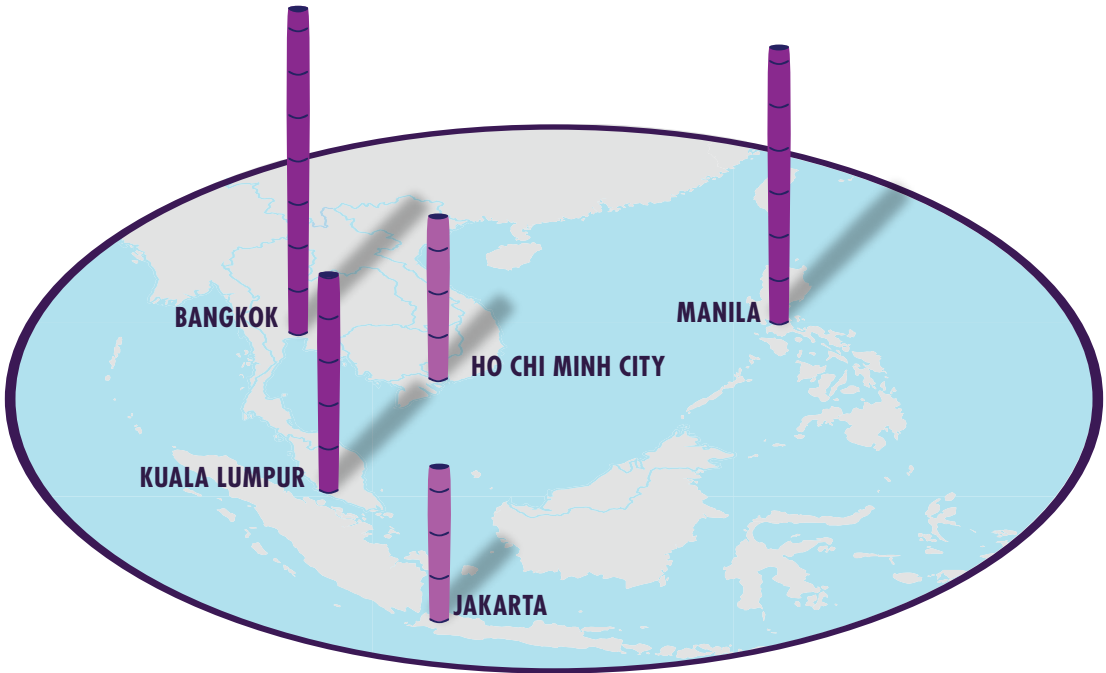 BANGKOK
MANILA
HO CHI MINH CITY
KUALA LUMPUR
JAKARTA